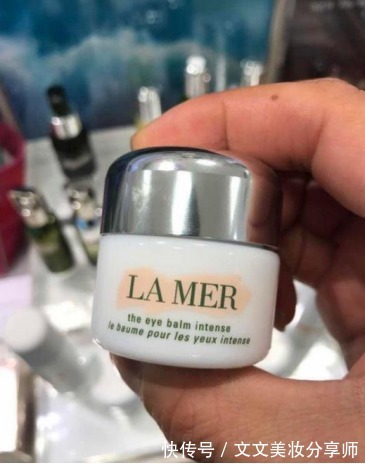 LA MER
the eye balm intense
le baume pour les yeux intense
快传号 / 文文美妆分享师